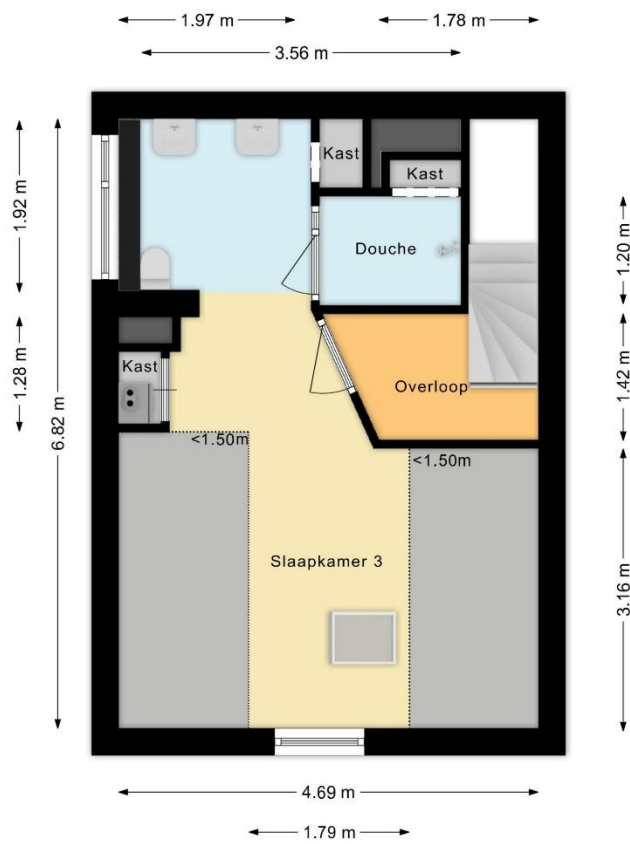 1.97 m
1.78 m
3.56 m
Kast
Kast
1.92 m
Douche
1.20 m
Kast
1.28 m
Overloop
1.42 m
6.82 m
<1.50m
<1.50m
Slaapkamer 3
3.16 m
4.69 m
1.79 m